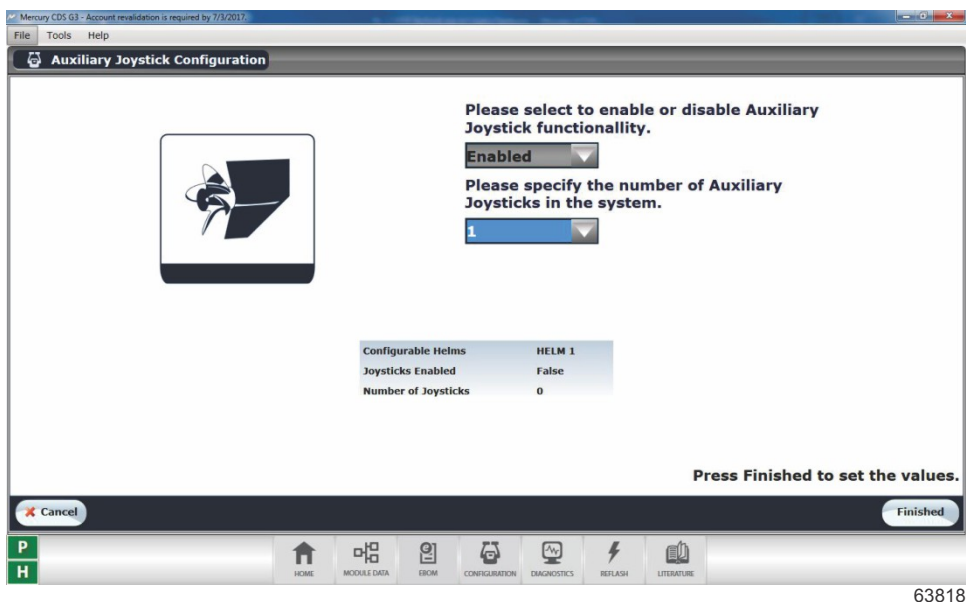 Mercury CDS G3 - Account revalidation is required by 7/3/2017.
File Tools Help
Auxiliary Joystick Configuration
Please select to enable or disable Auxiliary
Joystick functionallity.
Enabled
Please specify the number of Auxiliary
Joysticks in the system.
1
Configurable Helms HELM 1
Joysticks Enabled False
Number of Joysticks 0
Press Finished to set the values.
Cancel Finished
P
H
HOME MODULE DATA EBOM CONFIGURATION DIAGNOSTICS REFLASH LITERATURE
63818